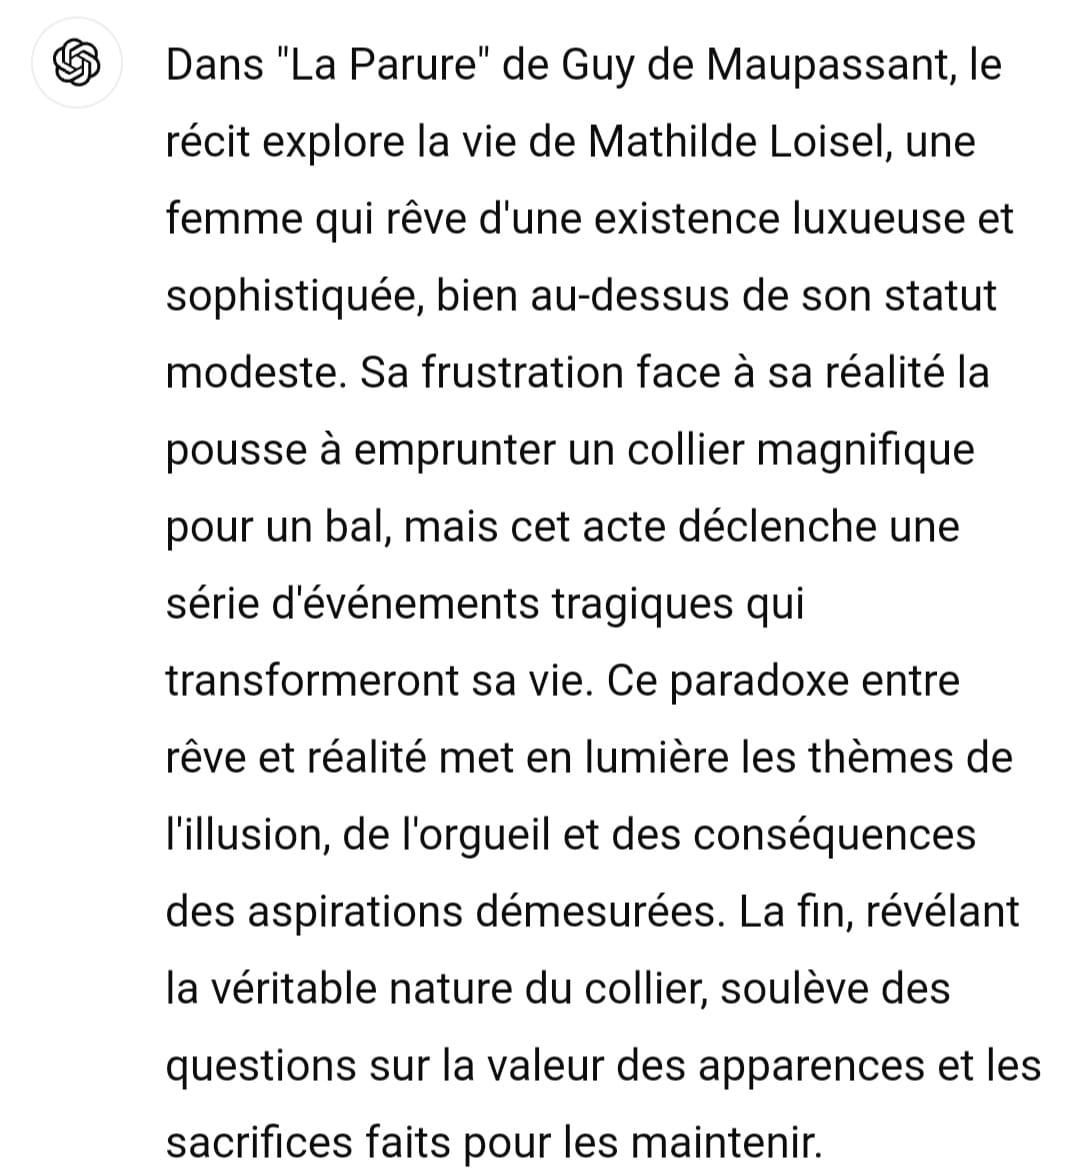 Dans "La Parure" de Guy de Maupassant, le
récit explore la vie de Mathilde Loisel, une
femme qui rêve d'une existence luxueuse et
sophistiquée, bien au-dessus de son statut
modeste. Sa frustration face à sa réalité la
pousse à emprunter un collier magnifique
pour un bal, mais cet acte déclenche une
série d'événements tragiques qui
transformeront sa vie. Ce paradoxe entre
rêve et réalité met en lumière les thèmes de
l'illusion, de l'orgueil et des conséquences
des aspirations démesurées. La fin, révélant
la véritable nature du collier, soulève des
questions sur la valeur des apparences et les
sacrifices faits pour les maintenir.